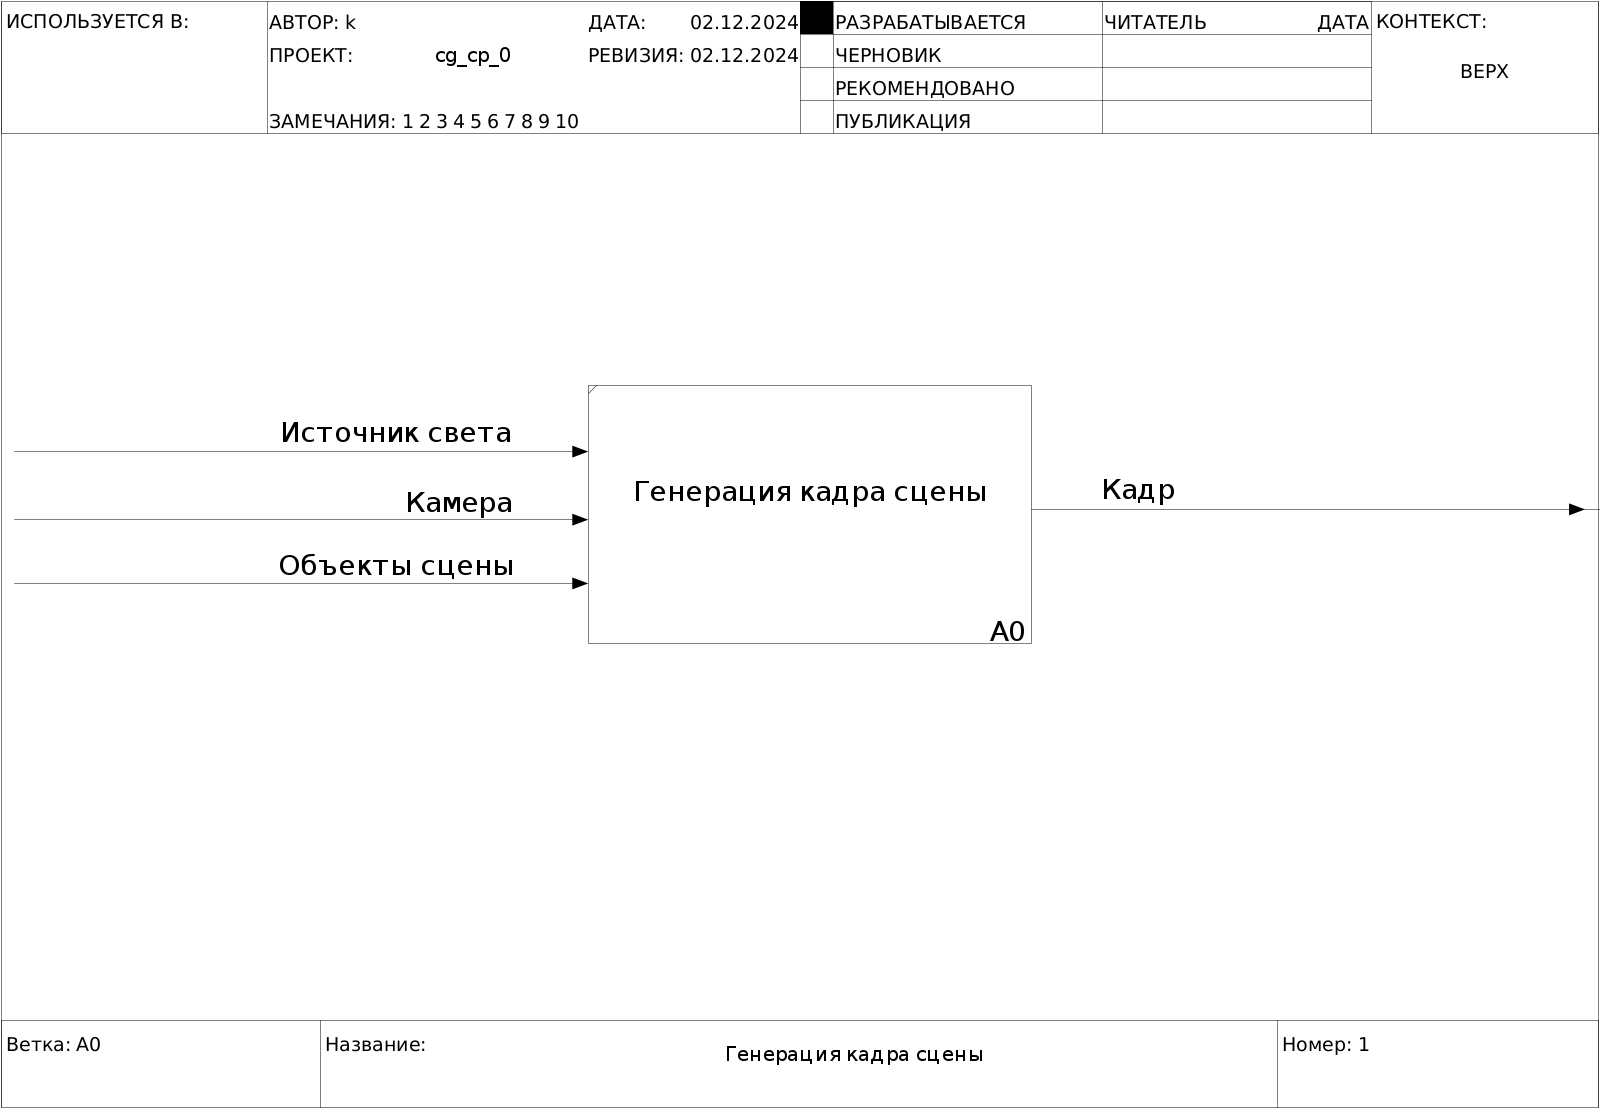 ИСПОЛЬЗУЕТСЯ В:
АВТОР: k
ДАТА: 02.12.2024
РАЗРАБАТЫВАЕТСЯ
ЧИТАТЕЛЬ
ДАТА
КОНТЕКСТ:
ПРОЕКТ: cg_cp_0
РЕВИЗИЯ: 02.12.2024
ЧЕРНОВИК
ВЕРХ
РЕКОМЕНДОВАНО
ЗАМЕЧАНИЯ: 1 2 3 4 5 6 7 8 9 10
ПУБЛИКАЦИЯ
Источник света
Камера
Объекты сцены
Генерация кадра сцены
A0
Кадр
Ветка: A0
Название:
Генерация кадра сцены
Номер: 1